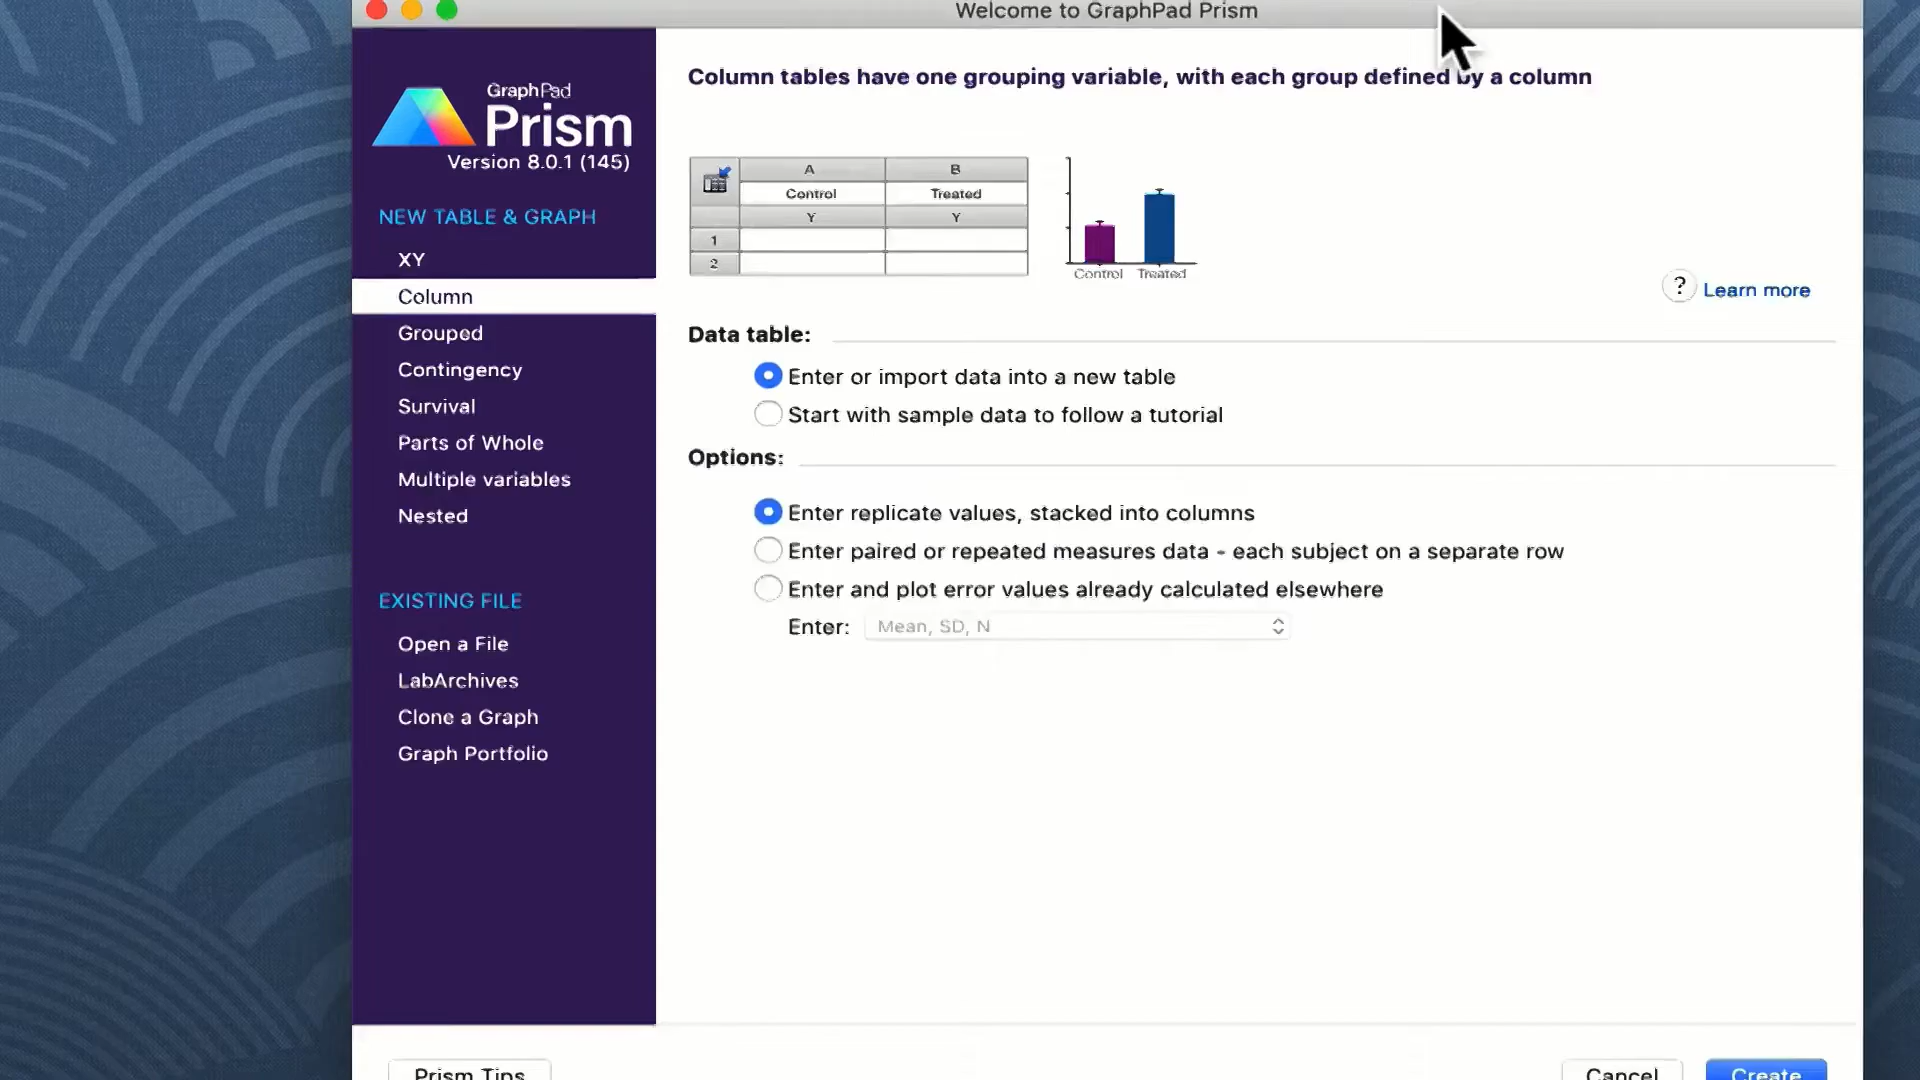 Welcome to GraphPad Prism
GraphPad
Prism
Version 8.0.1 (145)
NEW TABLE & GRAPH
XY
Column
Grouped
Contingency
Survival
Parts of Whole
Multiple variables
Nested
EXISTING FILE
Open a File
LabArchives
Clone a Graph
Graph Portfolio
Prism Tips
Column tables have one grouping variable, with each group defined by a column
A B
Control Treated
Y Y
1
2
Control Treated
? Learn more
Data table:
Enter or import data into a new table
Start with sample data to follow a tutorial
Options:
Enter replicate values, stacked into columns
Enter paired or repeated measures data - each subject on a separate row
Enter and plot error values already calculated elsewhere
Enter: Mean, SD, N
Cancel Create